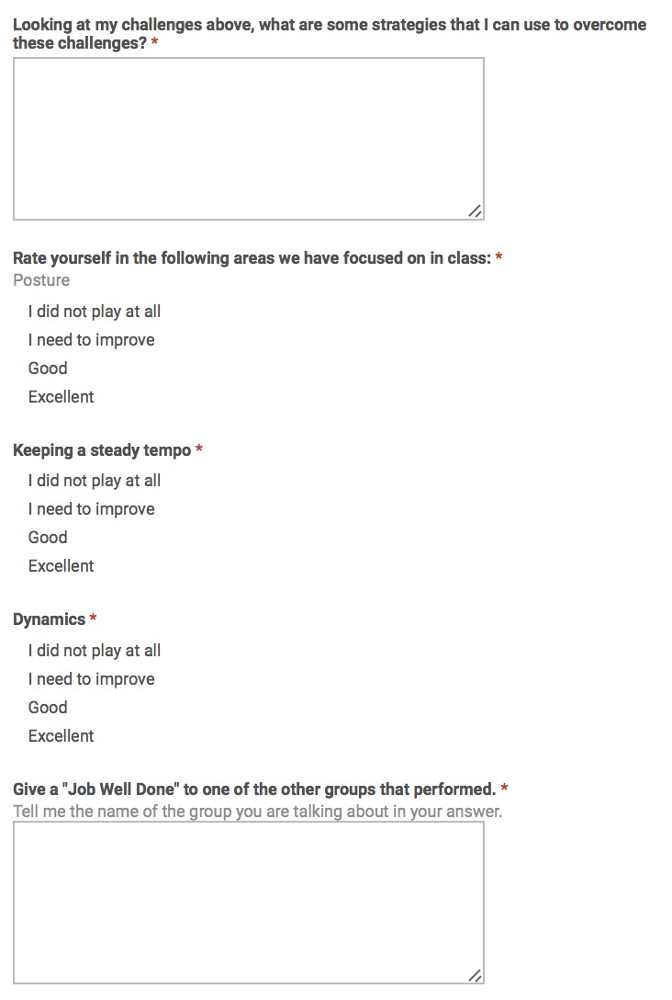 Looking at my challenges above, what are some strategies that I can use to overcome
these challenges? *
Rate yourself in the following areas we have focused on in class: *
Posture
I did not play at all
I need to improve
Good
Excellent
Keeping a steady tempo *
I did not play at all
I need to improve
Good
Excellent
Dynamics *
I did not play at all
I need to improve
Good
Excellent
Give a "Job Well Done" to one of the other groups that performed. *
Tell me the name of the group you are talking about in your answer.